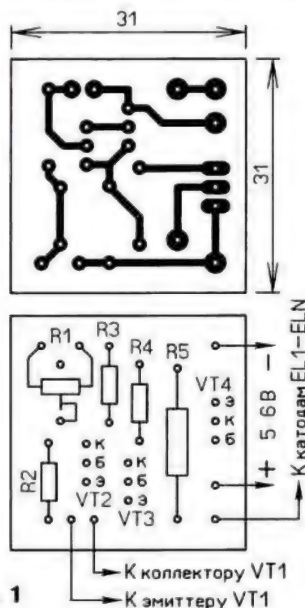 31
31
R1
R3
R4
R5
VT4
э
к
б
к
б
э
VT2
к
б
э
VT3
R2
+ 5 6В −
К катодам EL1-ELN
К коллектору VT1
К эмиттеру VT1
1